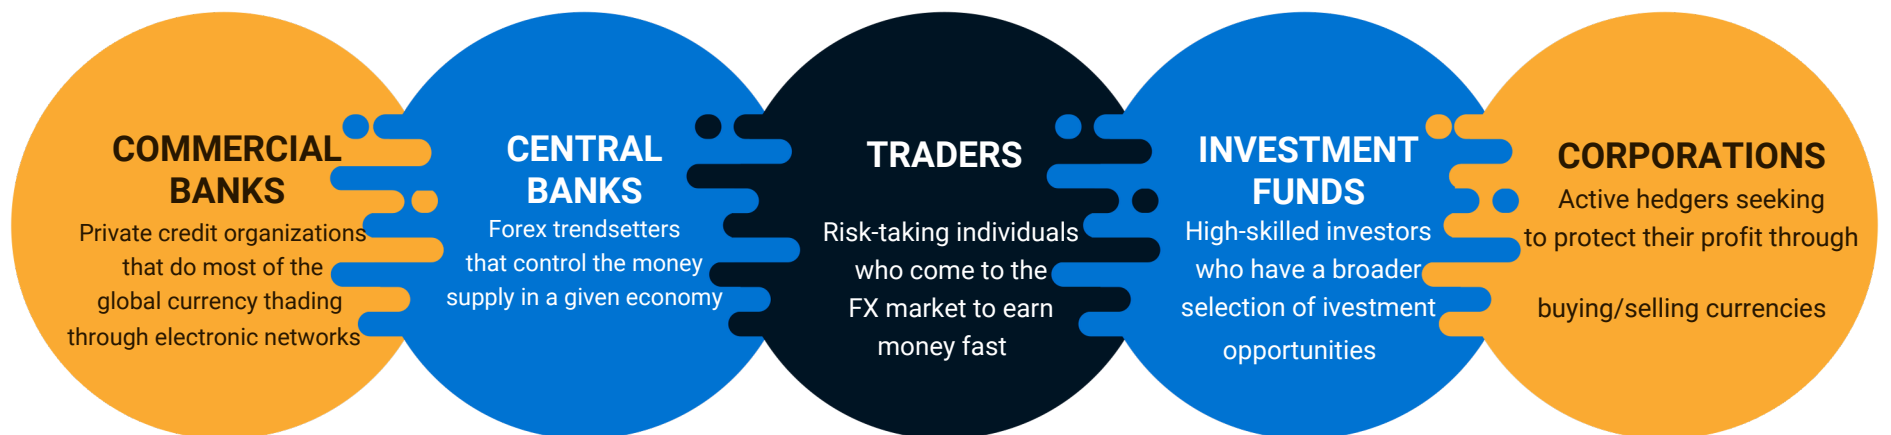 COMMERCIAL
BANKS
Private credit organizations
that do most of the
global currency thading
through electronic networks
CENTRAL
BANKS
Forex trendsetters
that control the money
supply in a given economy
TRADERS
Risk-taking individuals
who come to the
FX market to earn
money fast
INVESTMENT
FUNDS
High-skilled investors
who have a broader
selection of ivestment
opportunities
CORPORATIONS
Active hedgers seeking
to protect their profit through
buying/selling currencies